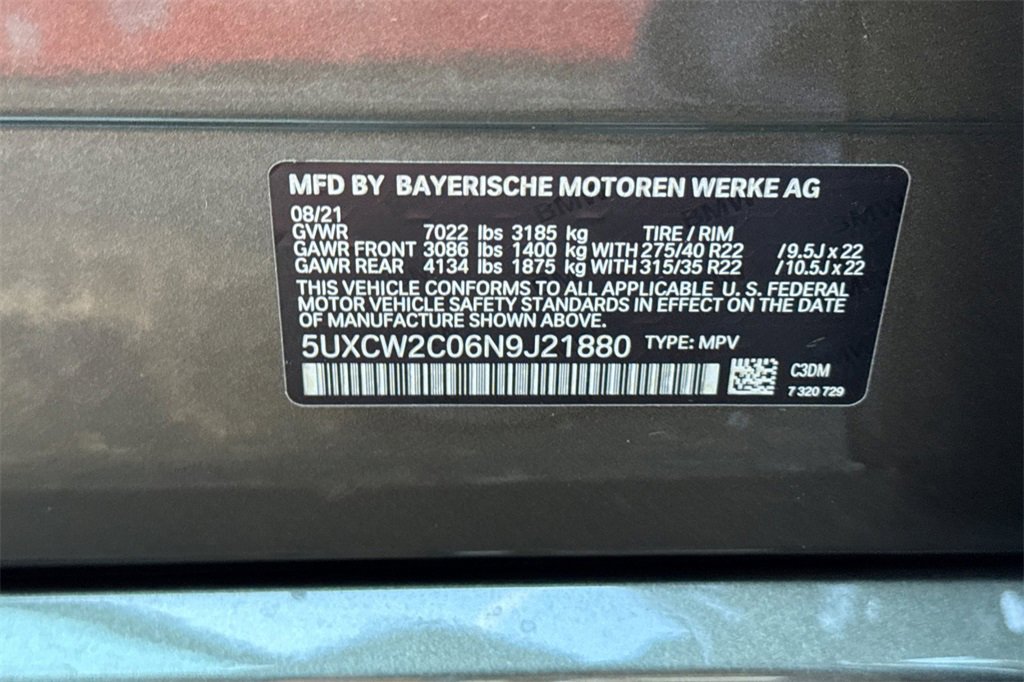 MFD BY BAYERISCHE MOTOREN WERKE AG
08/21
GVWR 7022 lbs 3185 kg TIRE / RIM
GAWR FRONT 3086 lbs 1400 kg WITH 275/40 R22 /9.5J x 22
GAWR REAR 4134 lbs 1875 kg WITH 315/35 R22 /10.5J x 22
THIS VEHICLE CONFORMS TO ALL APPLICABLE U. S. FEDERAL
MOTOR VEHICLE SAFETY STANDARDS IN EFFECT ON THE DATE
OF MANUFACTURE SHOWN ABOVE.
5UXCW2C06N9J21880 TYPE: MPV
C3DM
7 320 729